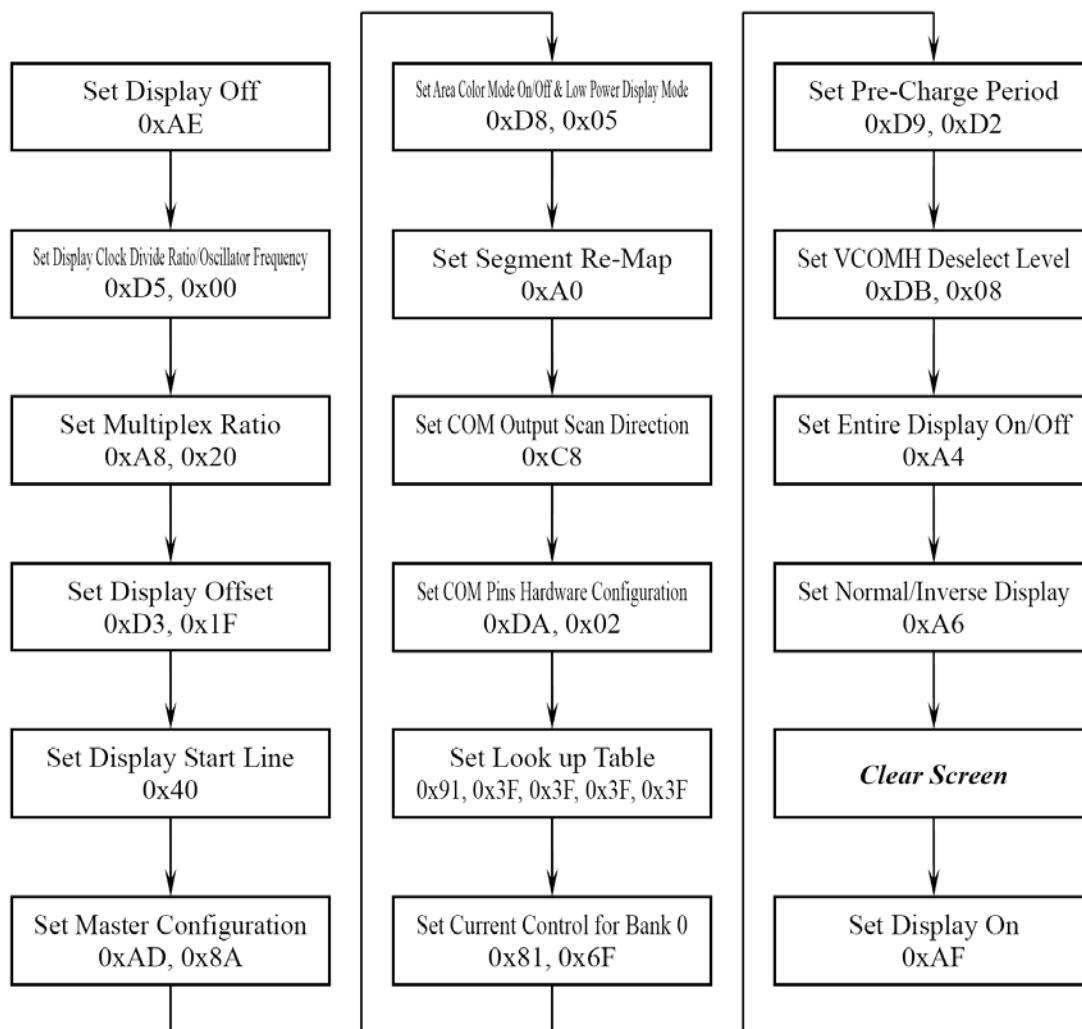 Set Display Off
0xAE
Set Display Clock Divide Ratio/Oscillator Frequency
0xD5, 0x00
Set Multiplex Ratio
0xA8, 0x20
Set Display Offset
0xD3, 0x1F
Set Display Start Line
0x40
Set Master Configuration
0xAD, 0x8A
Set Area Color Mode On/Off & Low Power Display Mode
0xD8, 0x05
Set Segment Re-Map
0xA0
Set COM Output Scan Direction
0xC8
Set COM Pins Hardware Configuration
0xDA, 0x02
Set Look up Table
0x91, 0x3F, 0x3F, 0x3F, 0x3F
Set Current Control for Bank 0
0x81, 0x6F
Set Pre-Charge Period
0xD9, 0xD2
Set VCOMH Deselect Level
0xDB, 0x08
Set Entire Display On/Off
0xA4
Set Normal/Inverse Display
0xA6
Clear Screen
Set Display On
0xAF